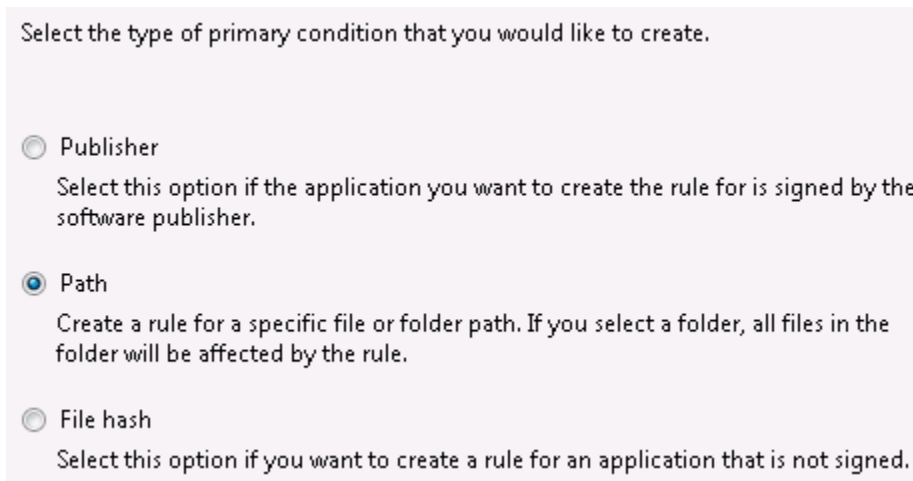 Select the type of primary condition that you would like to create.
Publisher
Select this option if the application you want to create the rule for is signed by the
software publisher.
Path
Create a rule for a specific file or folder path. If you select a folder, all files in the
folder will be affected by the rule.
File hash
Select this option if you want to create a rule for an application that is not signed.